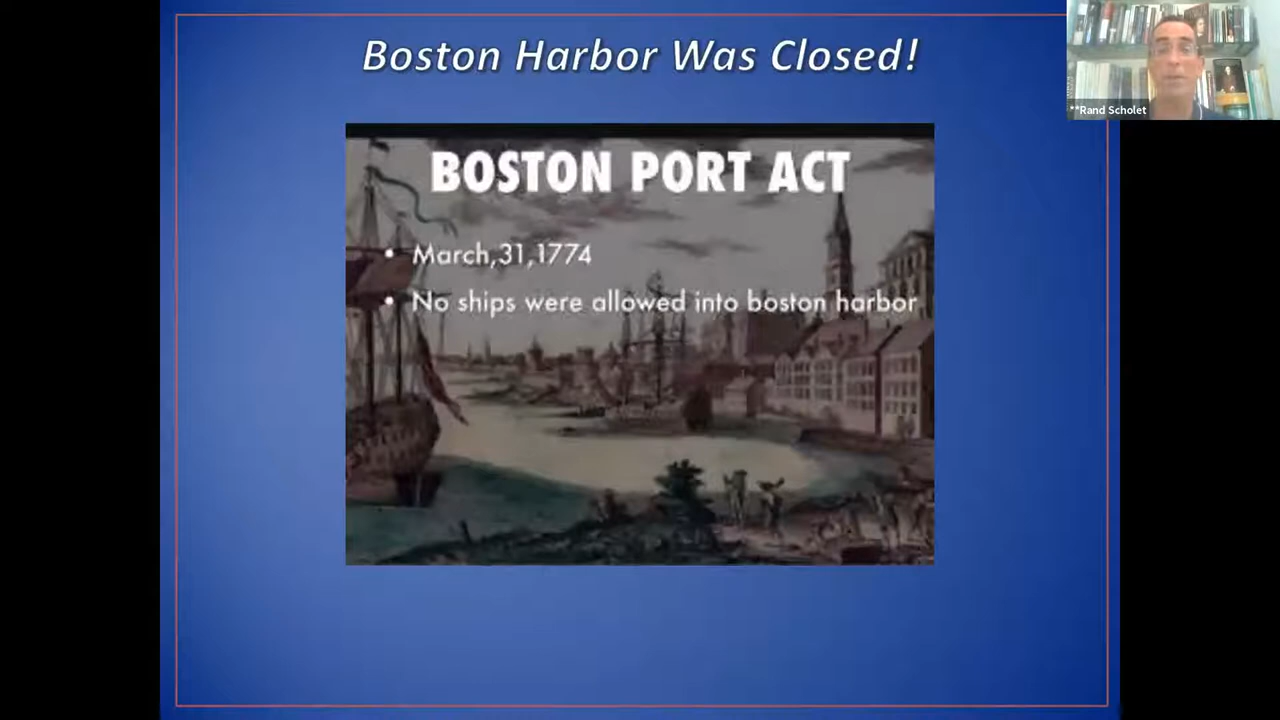 Boston Harbor Was Closed!
**Rand Scholet
BOSTON PORT ACT
• March,31,1774
• No ships were allowed into boston harbor